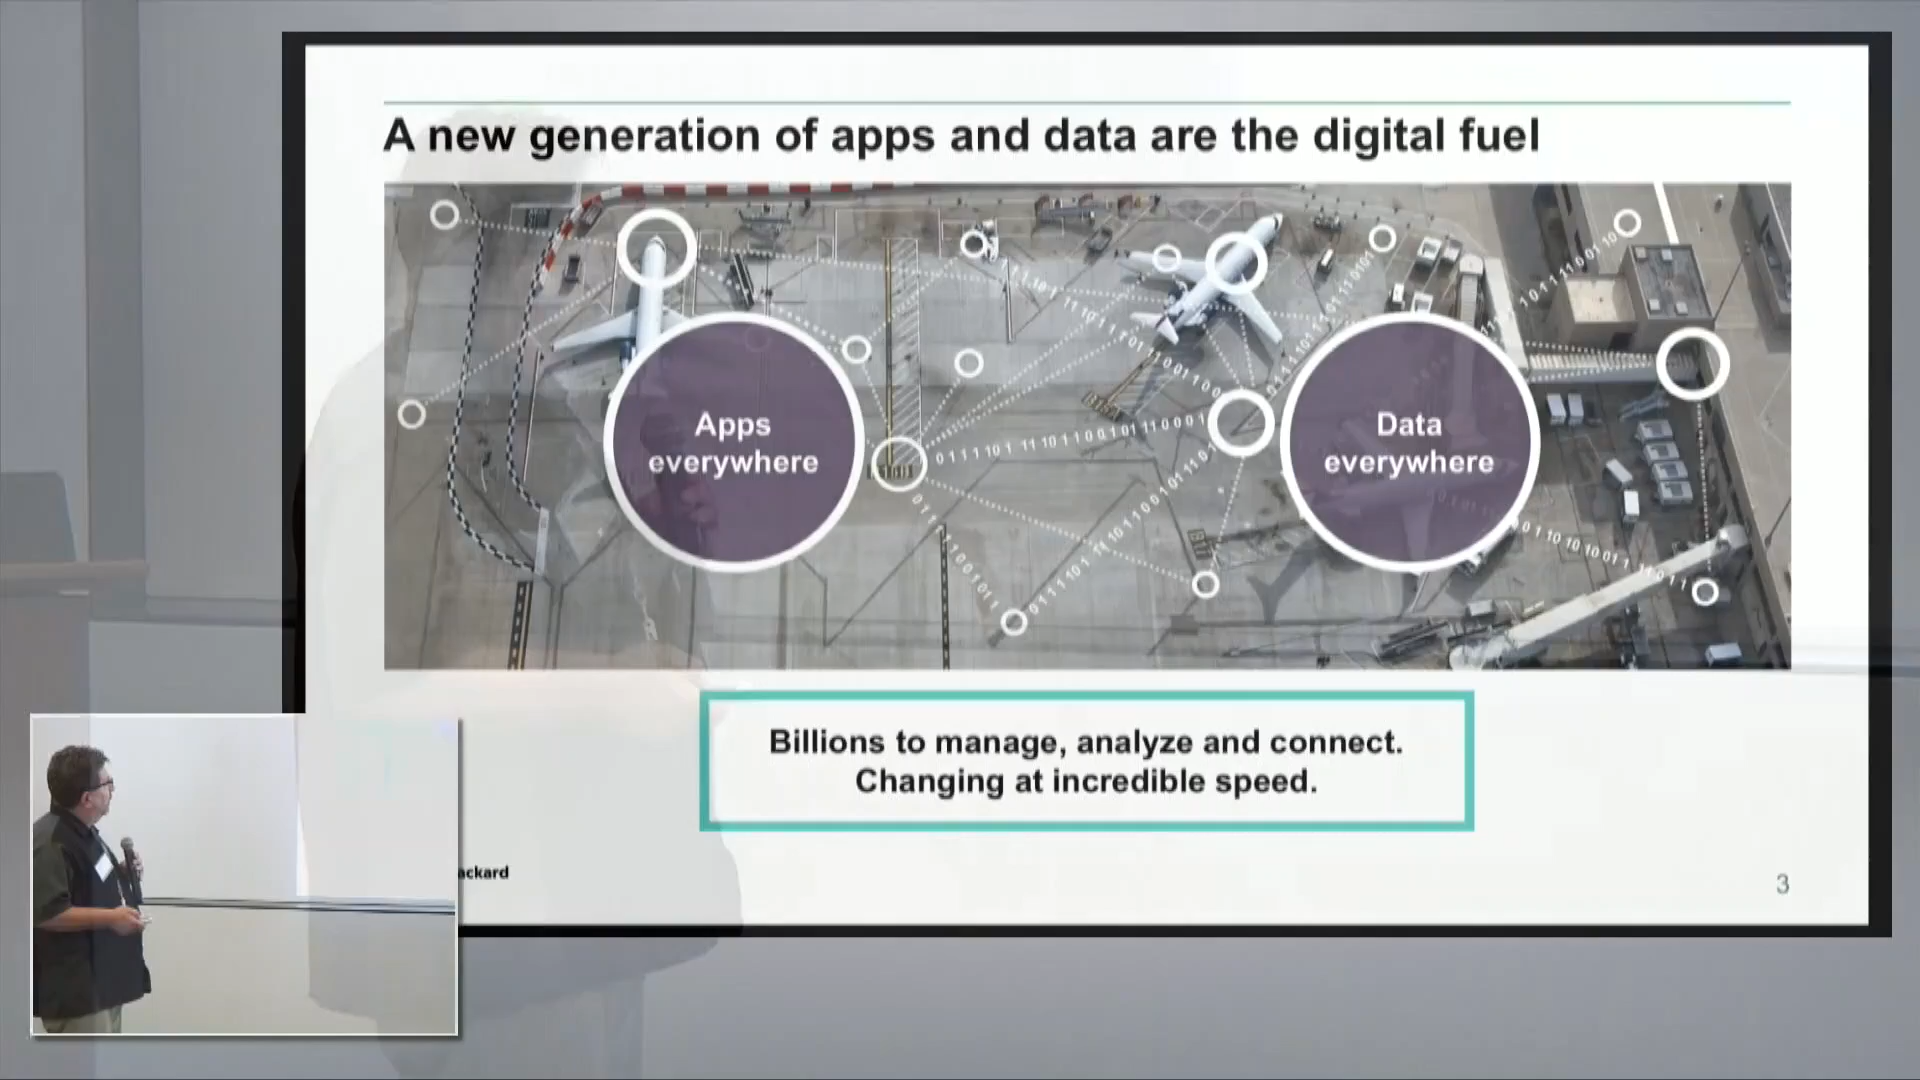 A new generation of apps and data are the digital fuel
Apps
everywhere
Data
everywhere
Billions to manage, analyze and connect.
Changing at incredible speed.
ackard
3